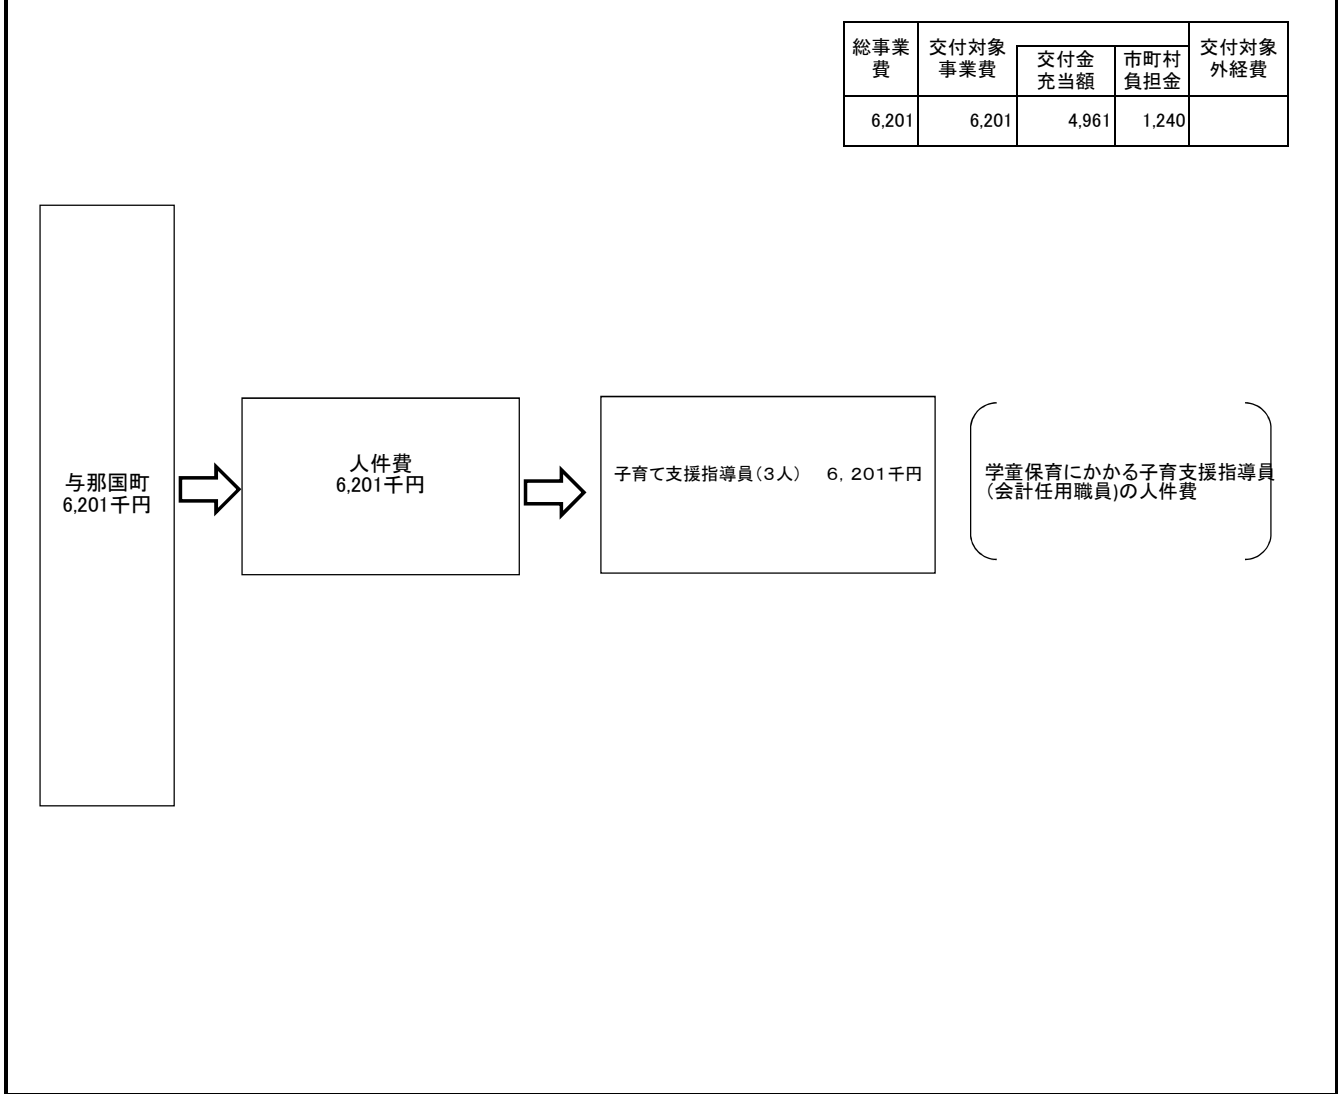 総事業費
交付対象事業費
交付金充当額
市町村負担金
交付対象外経費
6,201
6,201
4,961
1,240
与那国町
6,201千円
人件費
6,201千円
子育て支援指導員(3人)　6，201千円
学童保育にかかる子育支援指導員
(会計任用職員)の人件費